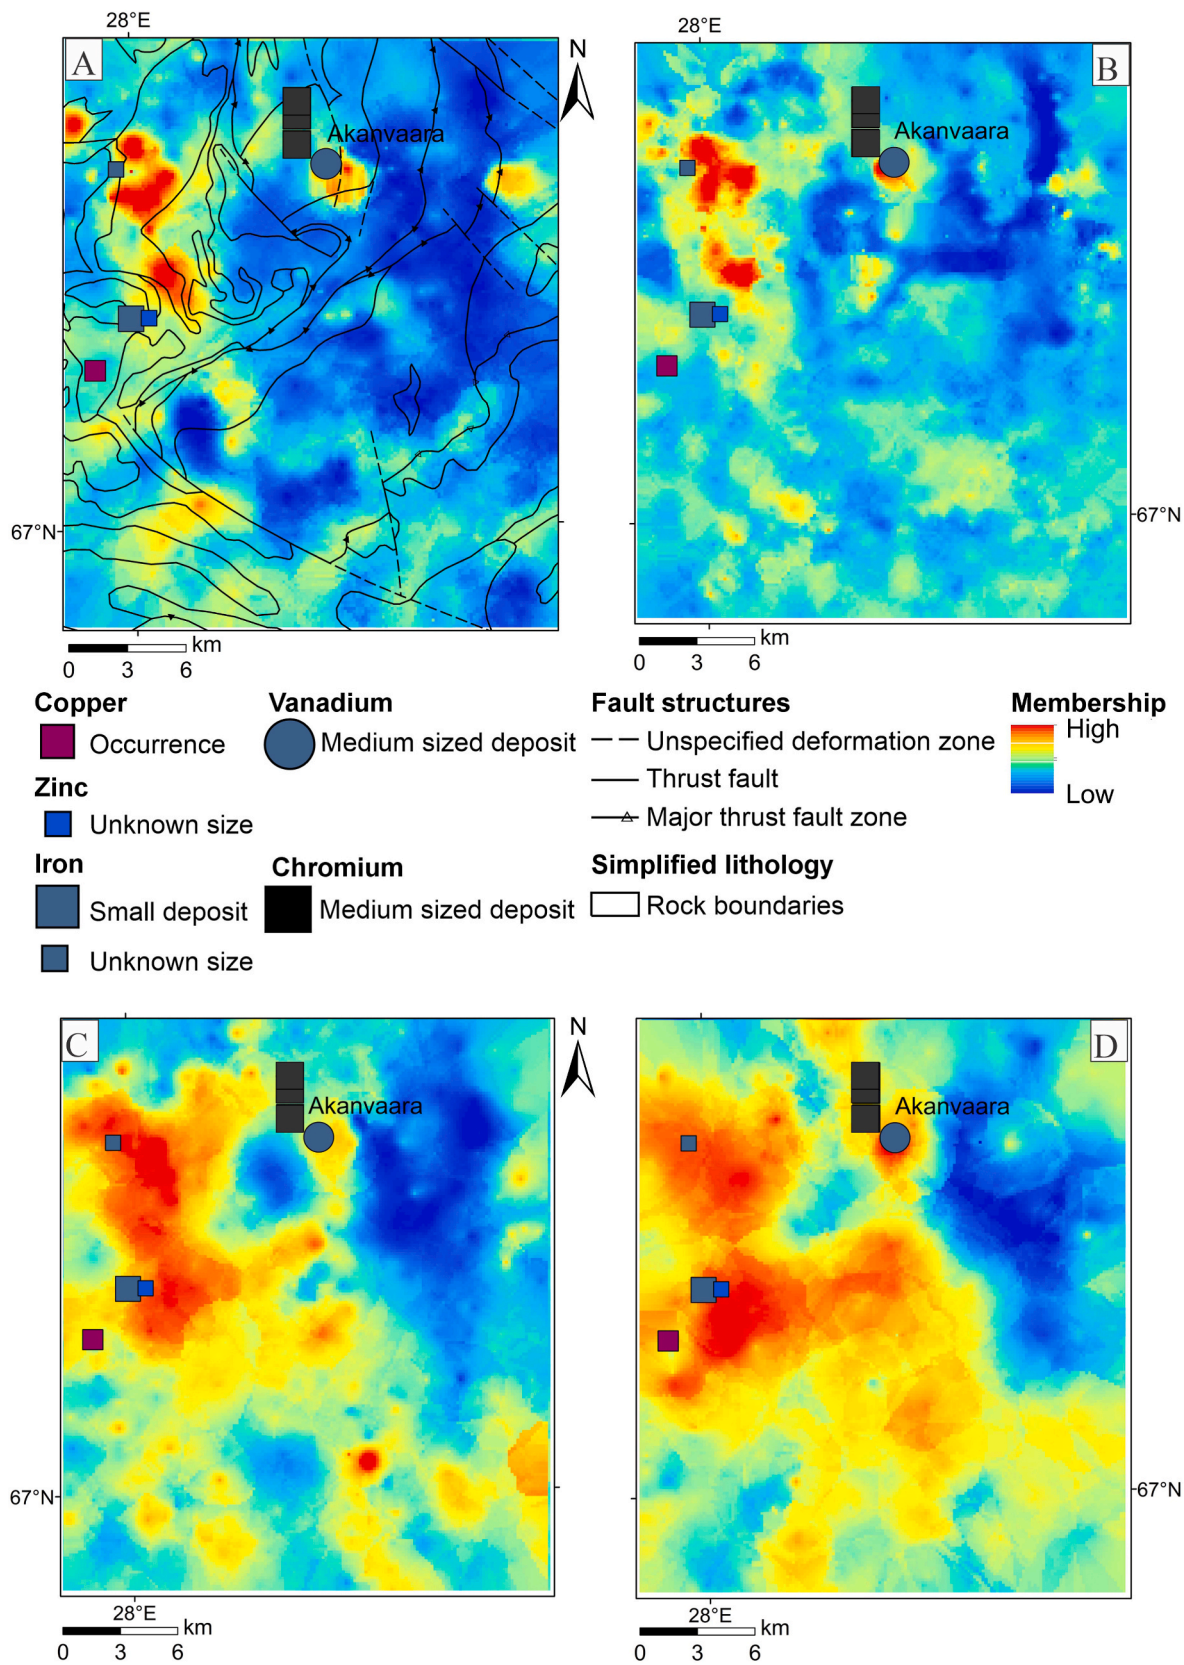 28°E
28°E
A
N
B
Akanvaara
Akanvaara
67°N
67°N
km
0 3 6
km
0 3 6
Copper
Occurrence
Zinc
Unknown size
Iron
Small deposit
Unknown size
Vanadium
Medium sized deposit
Chromium
Medium sized deposit
Fault structures
Unspecified deformation zone
Thrust fault
Major thrust fault zone
Simplified lithology
Rock boundaries
Membership
High
Low
C
N
D
Akanvaara
Akanvaara
67°N
67°N
28°E
28°E
km
0 3 6
km
0 3 6